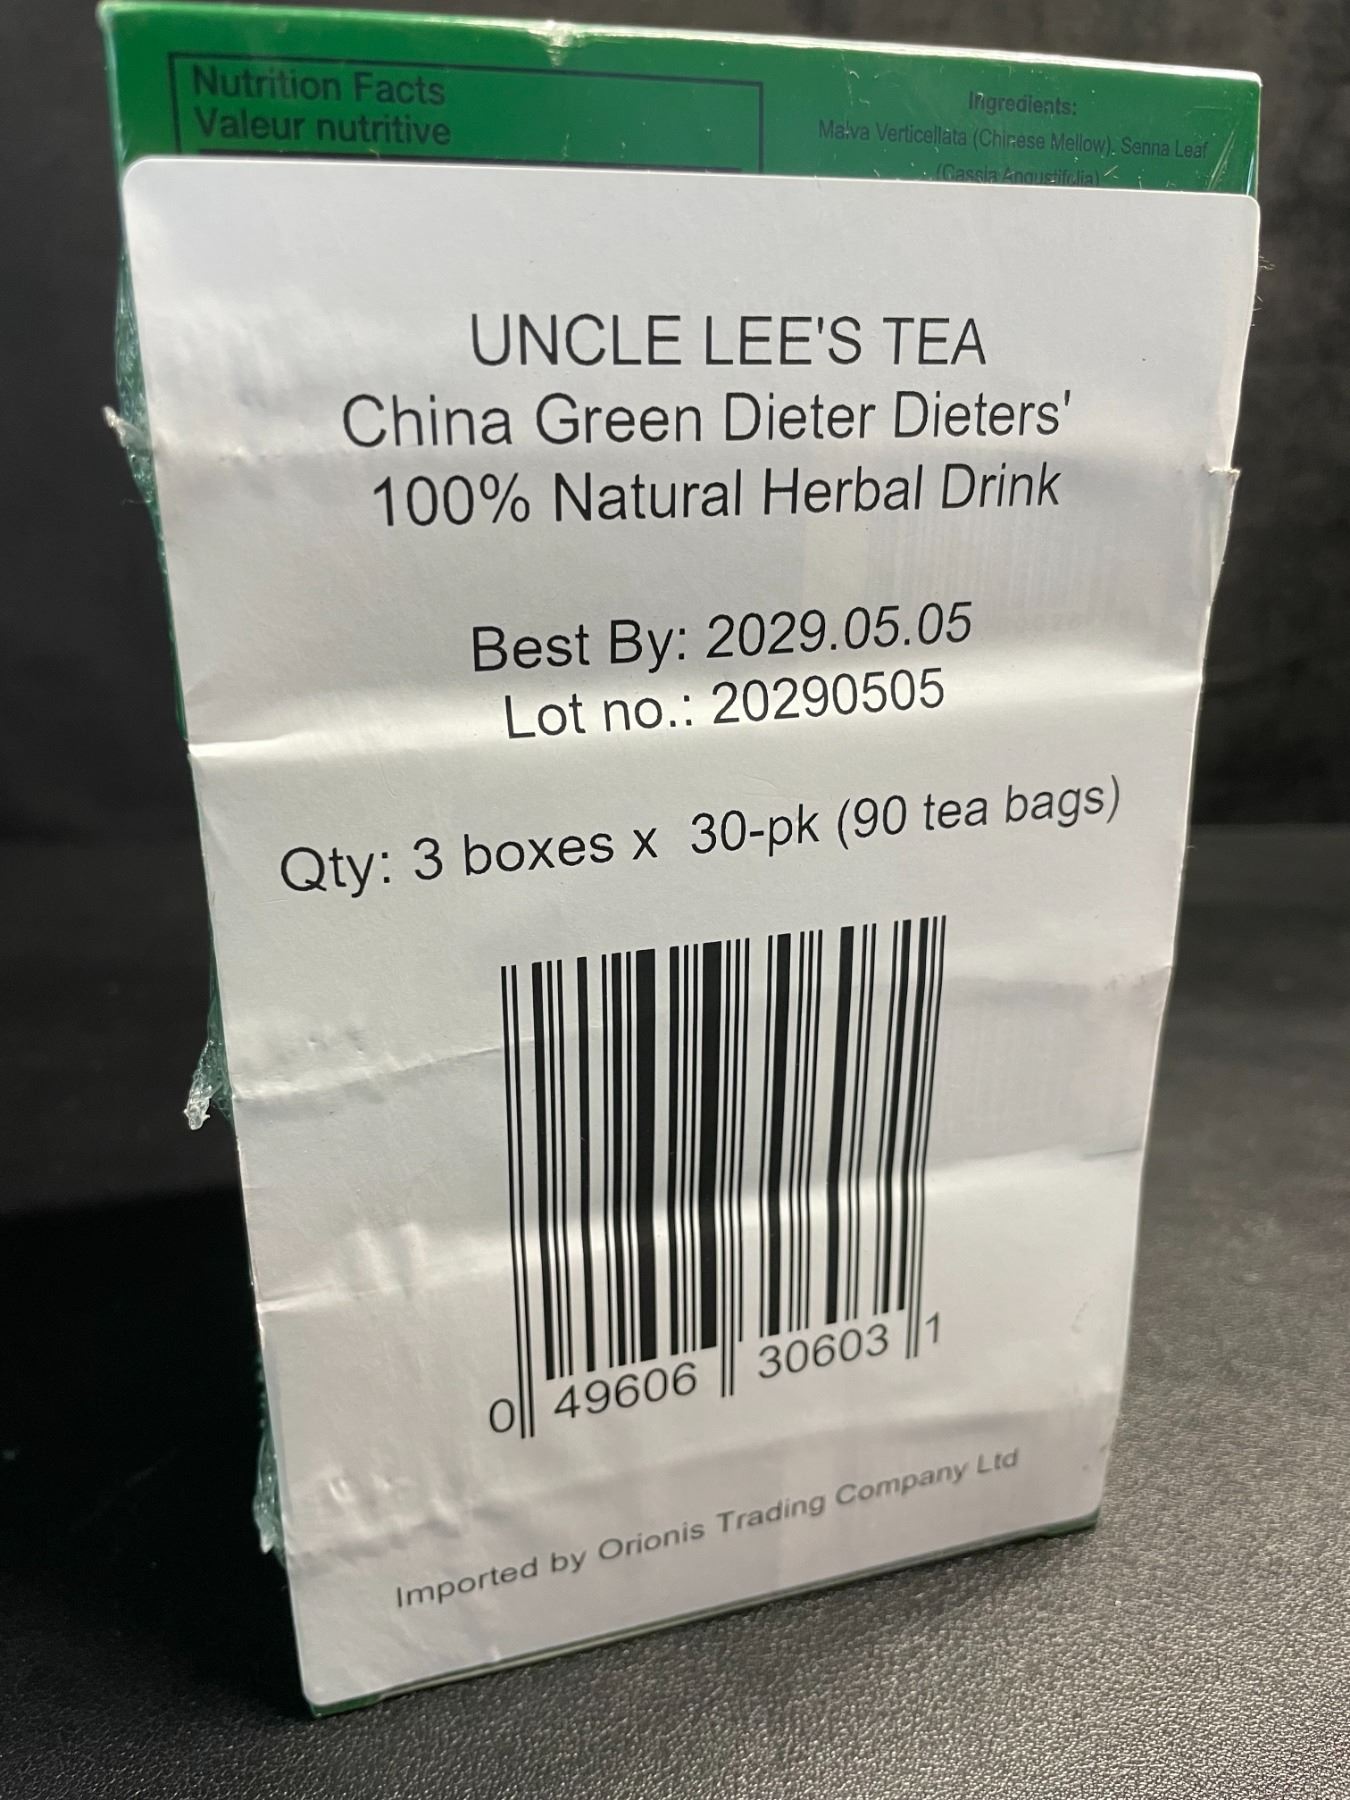 Nutrition Facts
Valeur nutritive
Ingredients:
Malva Verticellata (Chinese Mellow), Senna Leaf
(Cassia Angustifolia)
UNCLE LEE'S TEA
China Green Dieter Dieters'
100% Natural Herbal Drink
Best By: 2029.05.05
Lot no.: 20290505
Qty: 3 boxes x 30-pk (90 tea bags)
0 49606 30603 1
Imported by Orionis Trading Company Ltd